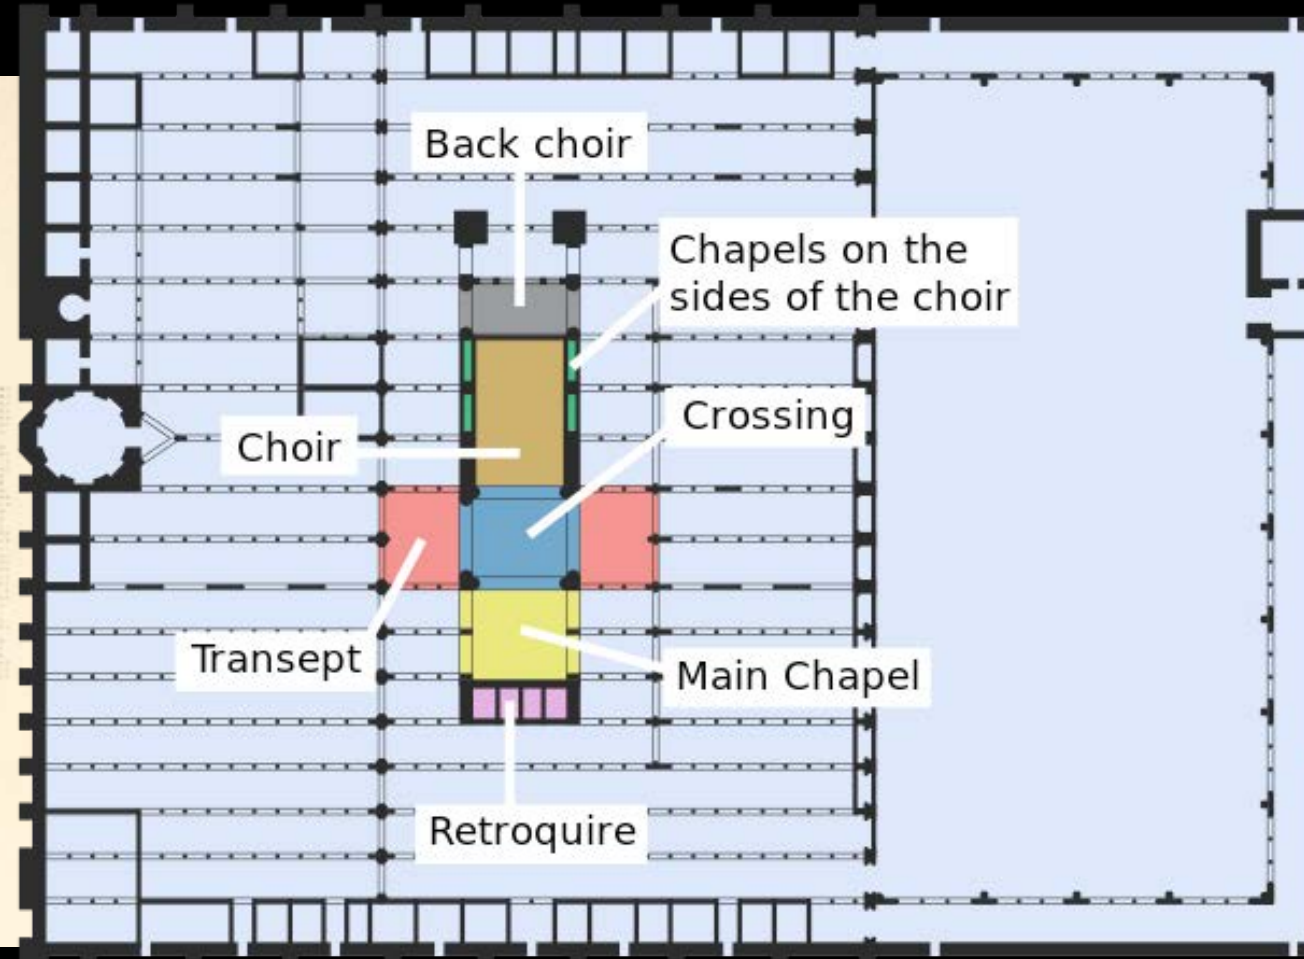 Back choir
Chapels on the
sides of the choir
Crossing
Choir
Transept
Main Chapel
Retroquire